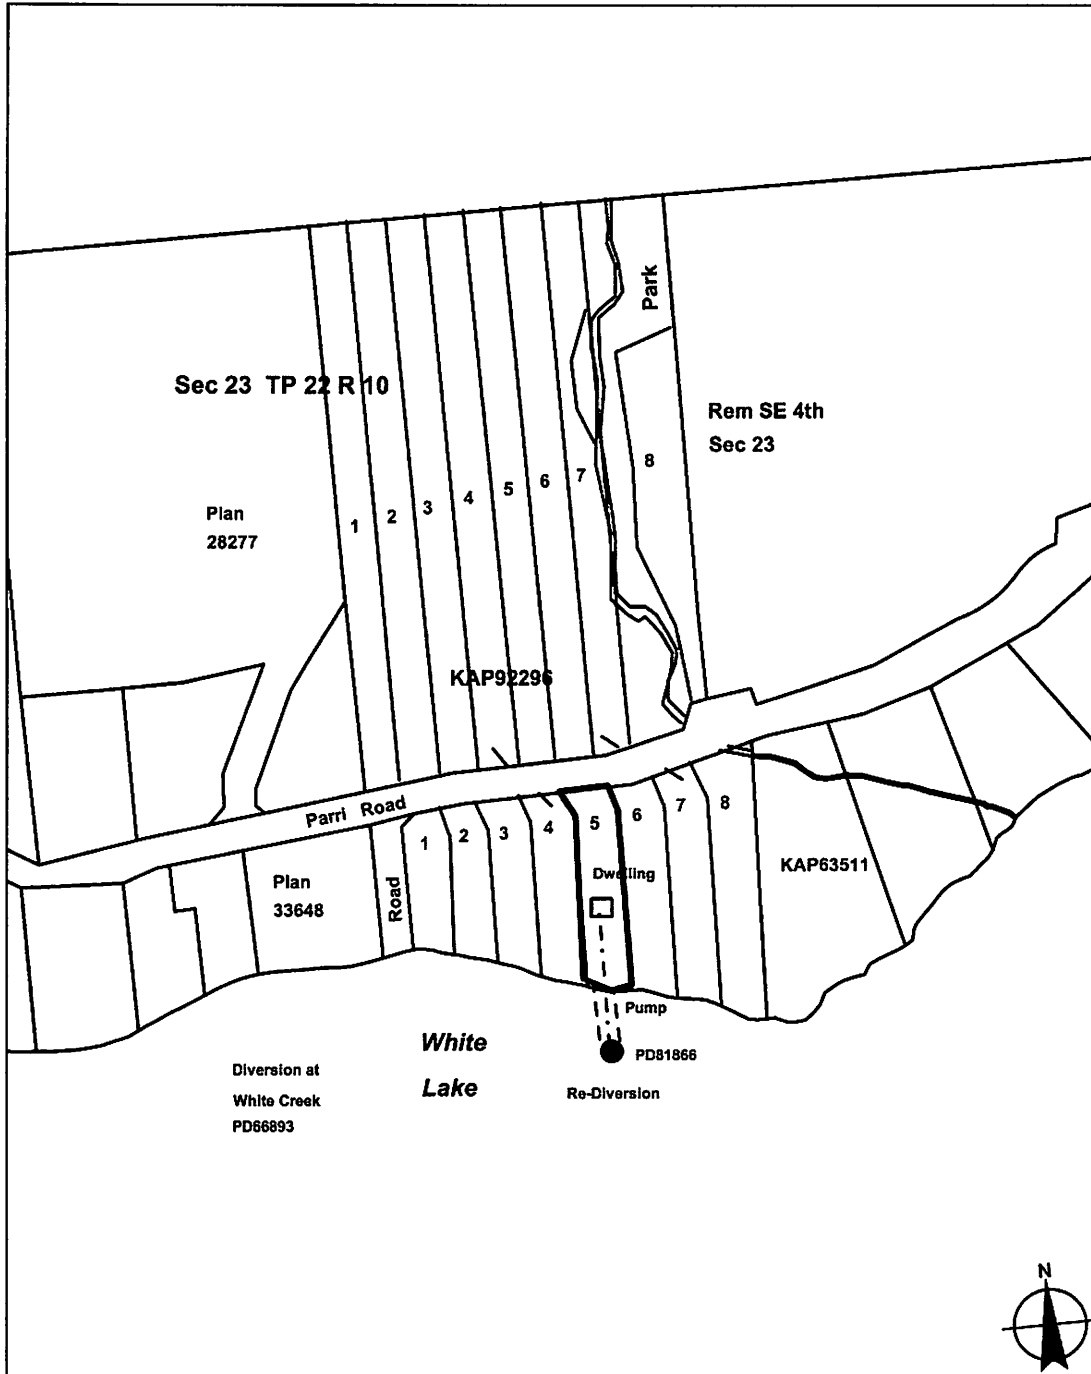 Park
Sec 23 TP 22 R 10
Rem SE 4th
Sec 23
8
7
6
5
4
3
2
1
Plan
28277
KAP92296
Parri Road
1
2
3
4
5
6
7
8
Dwelling
KAP63511
Plan
33648
Road
Pump
White
Lake
PD81866
Diversion at
White Creek
PD66893
Re-Diversion
N